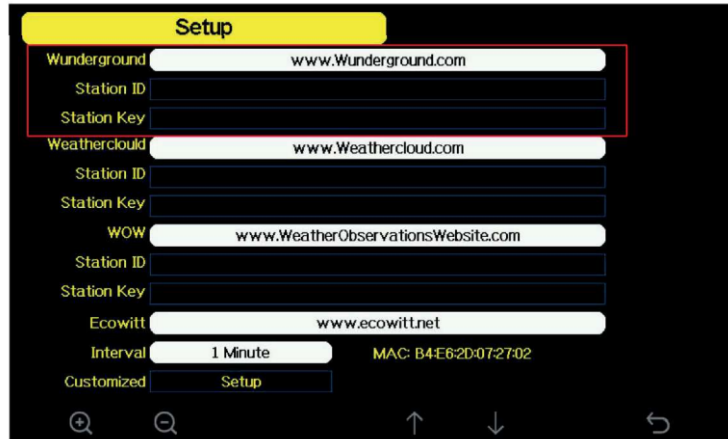 Setup
Wunderground www.Wunderground.com
Station ID
Station Key
Weatherclould www.Weathercloud.com
Station ID
Station Key
WOW www.WeatherObservationsWebsite.com
Station ID
Station Key
Ecowitt www.ecowitt.net
Interval 1 Minute MAC: B4:E6:2D:07:27:02
Customized Setup